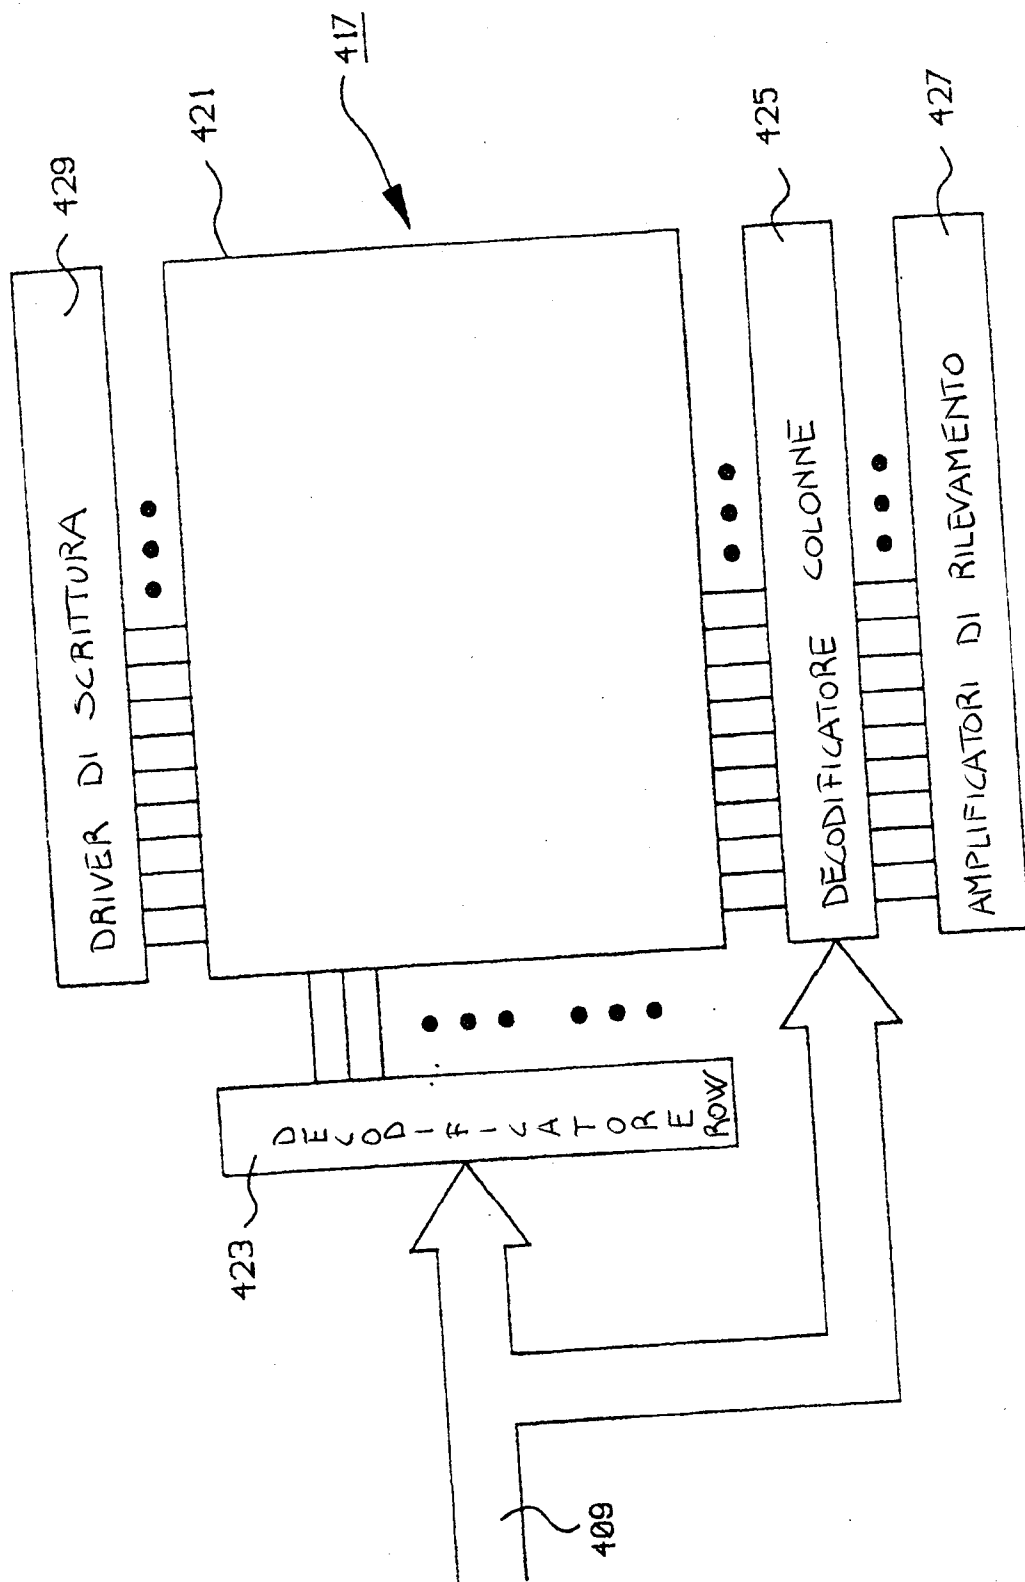 429
DRIVER DI SCRITTURA
421
417
423
DECODIFICATORE
ROW
425
DECODIFICATORE COLONNE
427
AMPLIFICATORI DI RILEVAMENTO
409